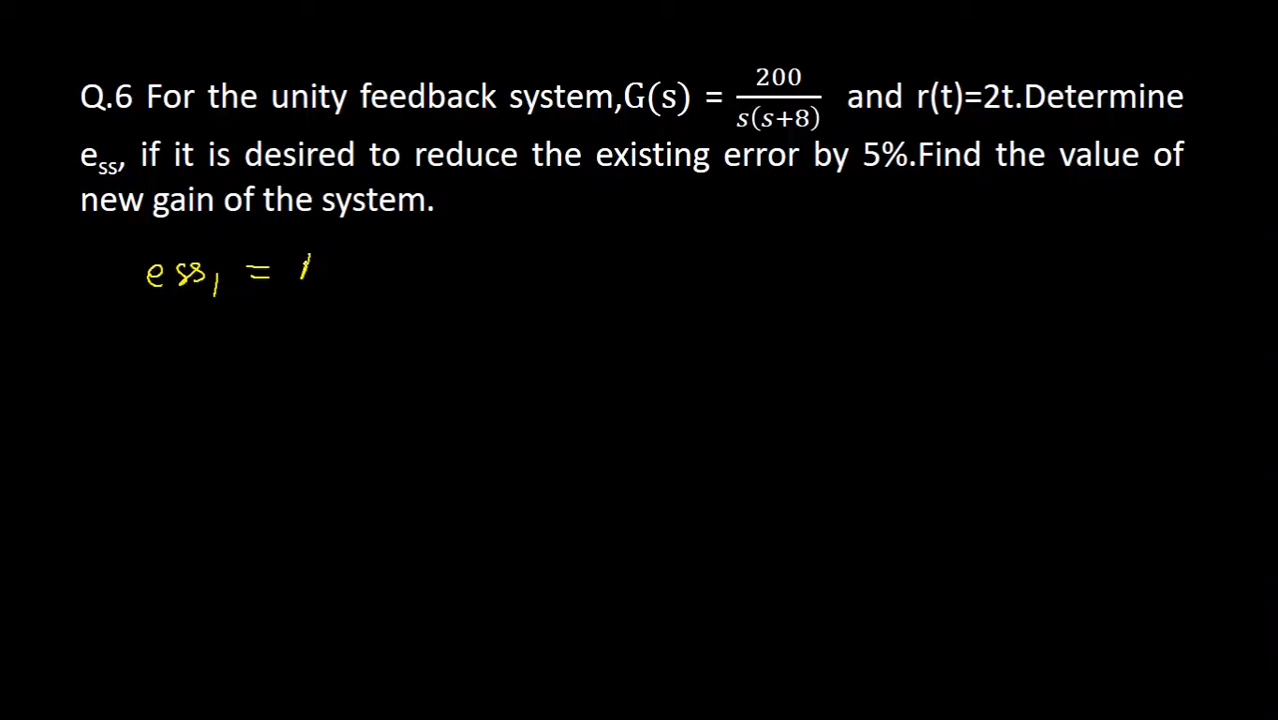 Q.6 For the unity feedback system,G(s) = 200/s(s+8) and r(t)=2t.Determine
eₛₛ, if it is desired to reduce the existing error by 5%.Find the value of
new gain of the system.
ess₁ =